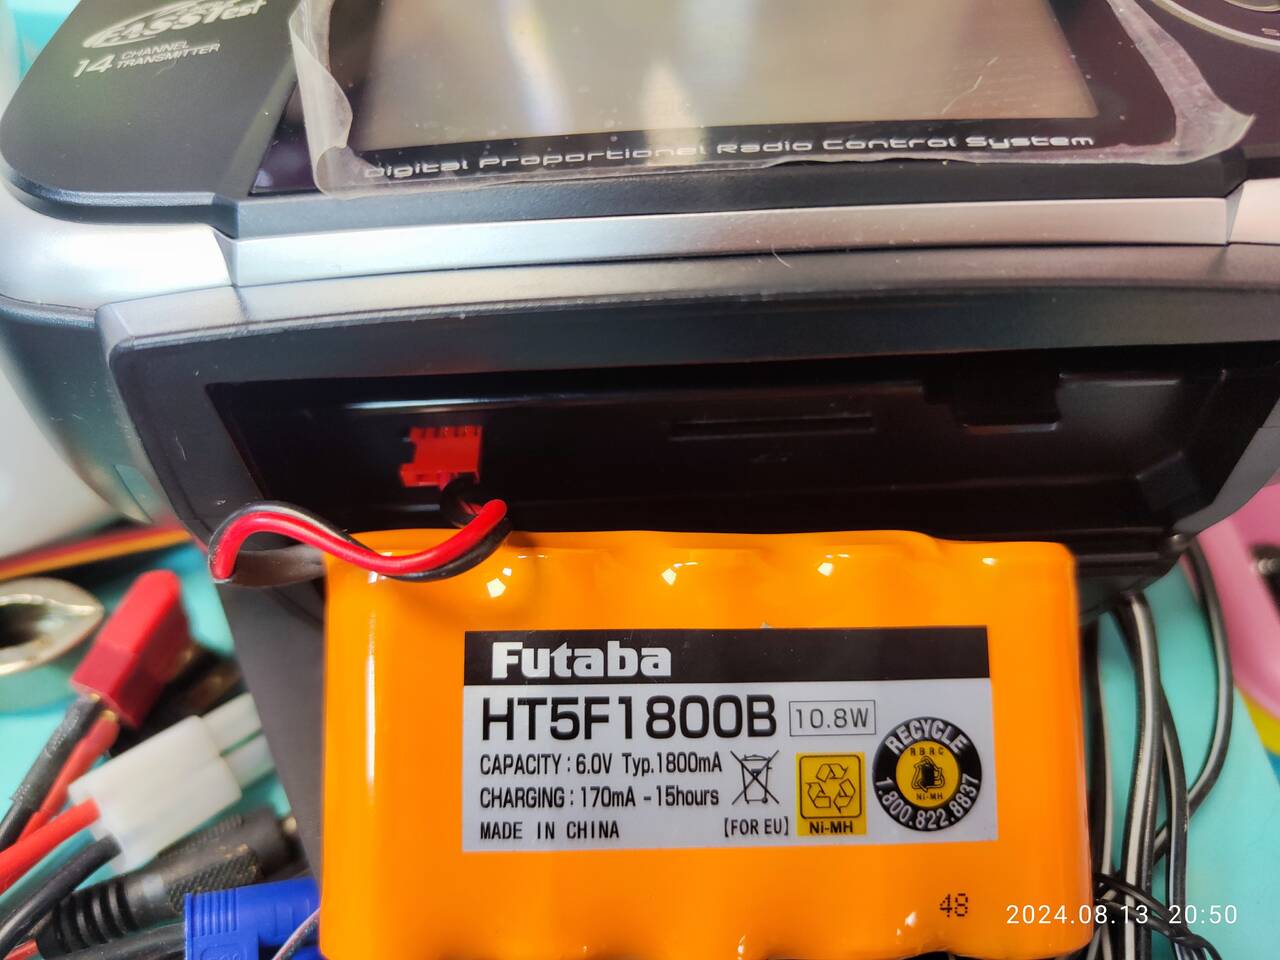 FASSTest
14 CHANNEL
TRANSMITTER
Digital Proportional Radio Control System
Futaba
HT5F1800B 10.8W
CAPACITY : 6.0V Typ.1800mA
CHARGING : 170mA - 15hours
MADE IN CHINA [FOR EU]
Ni-MH
RECYCLE
RBRC
Ni-MH
1.800.822.8837
48
2024.08.13 20:50